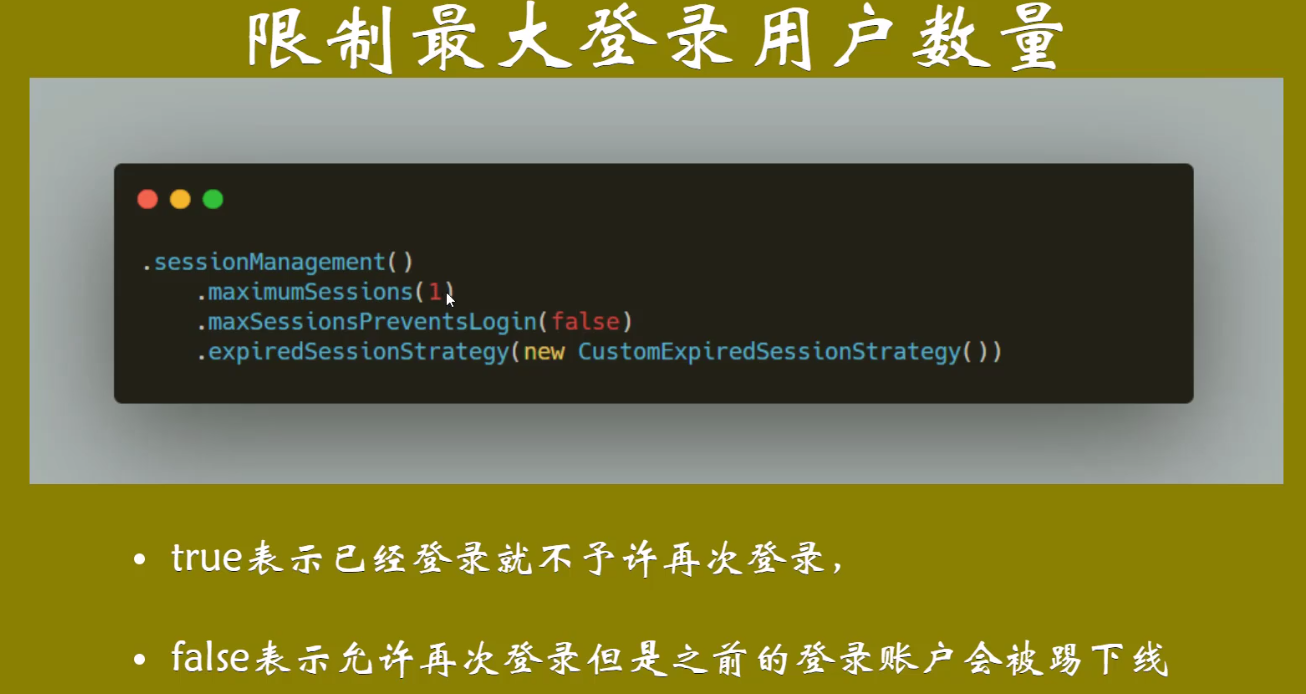 限制最大登录用户数量
.sessionManagement()
.maximumSessions(1)
.maxSessionsPreventsLogin(false)
.expiredSessionStrategy(new CustomExpiredSessionStrategy())
• true表示已经登录就不予许再次登录，
• false表示允许再次登录但是之前的登录账户会被踢下线